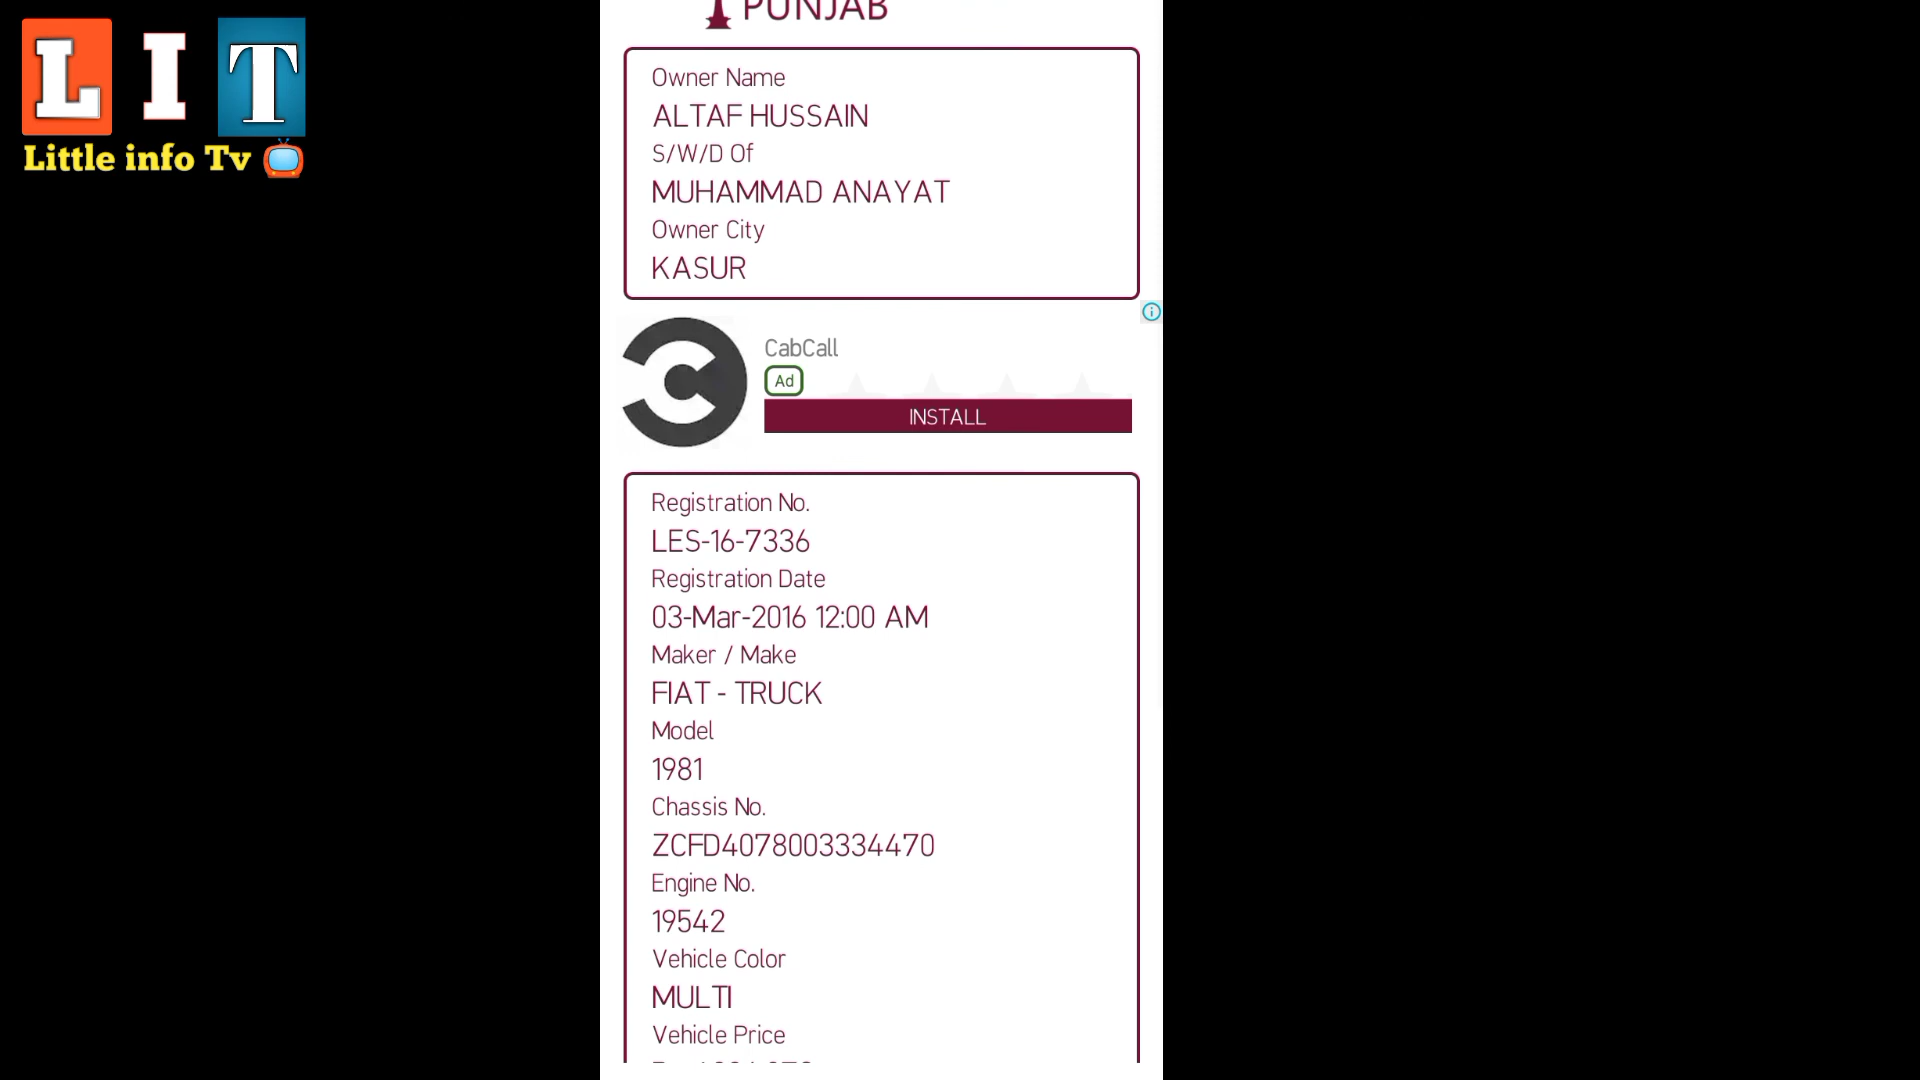 L I T
Little info Tv
PUNJAB
Owner Name
ALTAF HUSSAIN
S/W/D Of
MUHAMMAD ANAYAT
Owner City
KASUR
CabCall
Ad
INSTALL
Registration No.
LES-16-7336
Registration Date
03-Mar-2016 12:00 AM
Maker / Make
FIAT - TRUCK
Model
1981
Chassis No.
ZCFD4078003334470
Engine No.
19542
Vehicle Color
MULTI
Vehicle Price